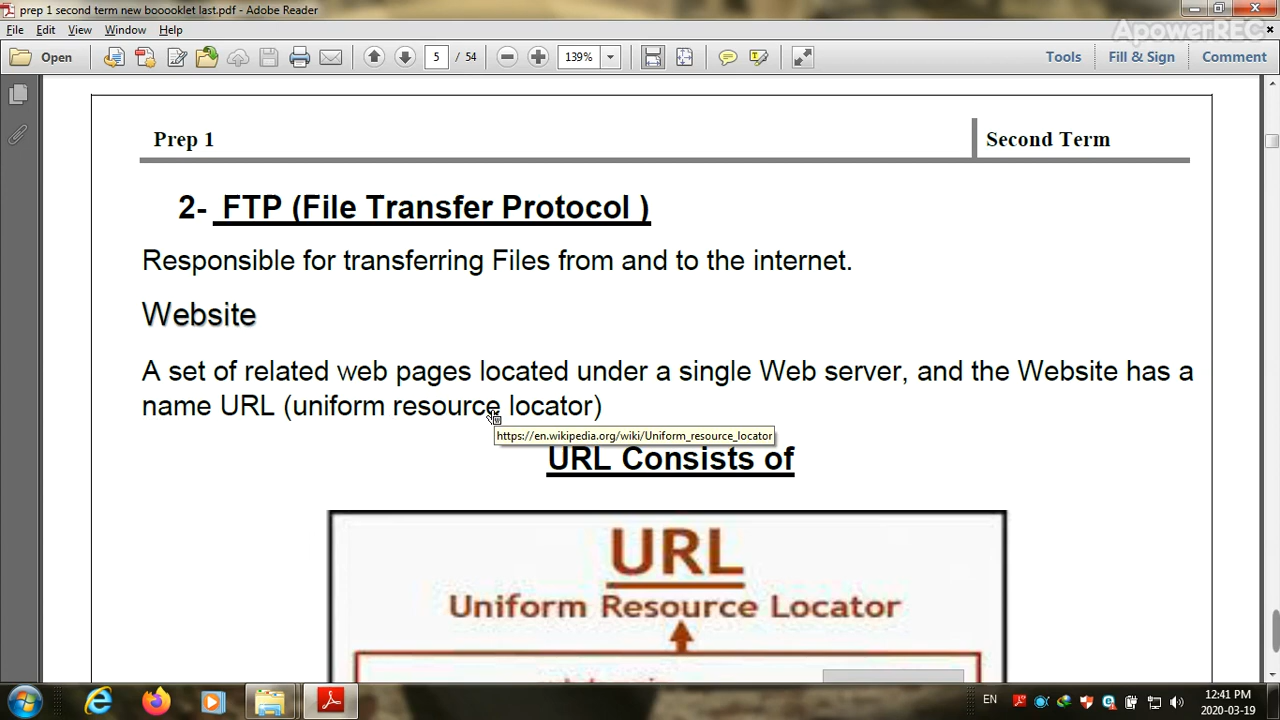 prep 1 second term new booooklet last.pdf - Adobe Reader
File Edit View Window Help
ApowerREC
Open 5 / 54 139% Tools Fill & Sign Comment
Prep 1 Second Term
2- FTP (File Transfer Protocol )
Responsible for transferring Files from and to the internet.
Website
A set of related web pages located under a single Web server, and the Website has a
name URL (uniform resource locator)
https://en.wikipedia.org/wiki/Uniform_resource_locator
URL Consists of
URL
Uniform Resource Locator
EN 12:41 PM
2020-03-19